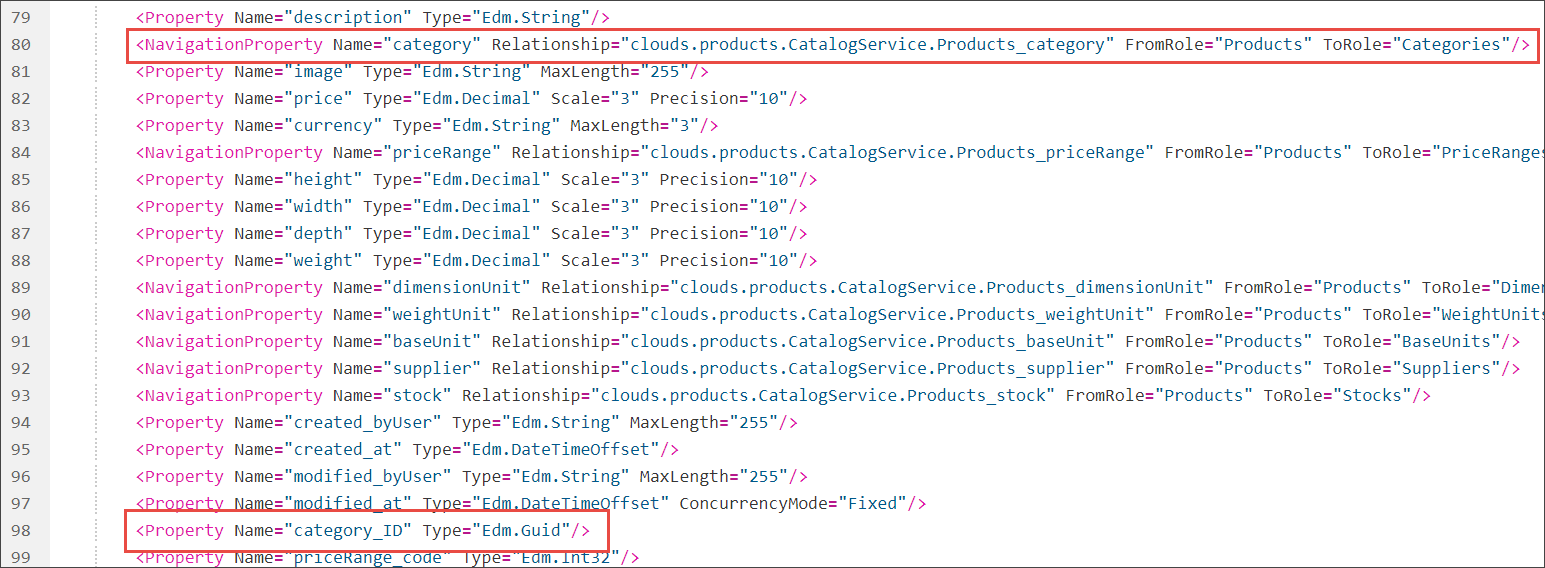 79 <Property Name="description" Type="Edm.String"/>
80 <NavigationProperty Name="category" Relationship="clouds.products.CatalogService.Products_category" FromRole="Products" ToRole="Categories"/>
81 <Property Name="image" Type="Edm.String" MaxLength="255"/>
82 <Property Name="price" Type="Edm.Decimal" Scale="3" Precision="10"/>
83 <Property Name="currency" Type="Edm.String" MaxLength="3"/>
84 <NavigationProperty Name="priceRange" Relationship="clouds.products.CatalogService.Products_priceRange" FromRole="Products" ToRole="PriceRanges
85 <Property Name="height" Type="Edm.Decimal" Scale="3" Precision="10"/>
86 <Property Name="width" Type="Edm.Decimal" Scale="3" Precision="10"/>
87 <Property Name="depth" Type="Edm.Decimal" Scale="3" Precision="10"/>
88 <Property Name="weight" Type="Edm.Decimal" Scale="3" Precision="10"/>
89 <NavigationProperty Name="dimensionUnit" Relationship="clouds.products.CatalogService.Products_dimensionUnit" FromRole="Products" ToRole="Dime
90 <NavigationProperty Name="weightUnit" Relationship="clouds.products.CatalogService.Products_weightUnit" FromRole="Products" ToRole="WeightUnits
91 <NavigationProperty Name="baseUnit" Relationship="clouds.products.CatalogService.Products_baseUnit" FromRole="Products" ToRole="BaseUnits"/>
92 <NavigationProperty Name="supplier" Relationship="clouds.products.CatalogService.Products_supplier" FromRole="Products" ToRole="Suppliers"/>
93 <NavigationProperty Name="stock" Relationship="clouds.products.CatalogService.Products_stock" FromRole="Products" ToRole="Stocks"/>
94 <Property Name="created_byUser" Type="Edm.String" MaxLength="255"/>
95 <Property Name="created_at" Type="Edm.DateTimeOffset"/>
96 <Property Name="modified_byUser" Type="Edm.String" MaxLength="255"/>
97 <Property Name="modified_at" Type="Edm.DateTimeOffset" ConcurrencyMode="Fixed"/>
98 <Property Name="category_ID" Type="Edm.Guid"/>
99 <Property Name="priceRange_code" Type="Edm.Int32"/>